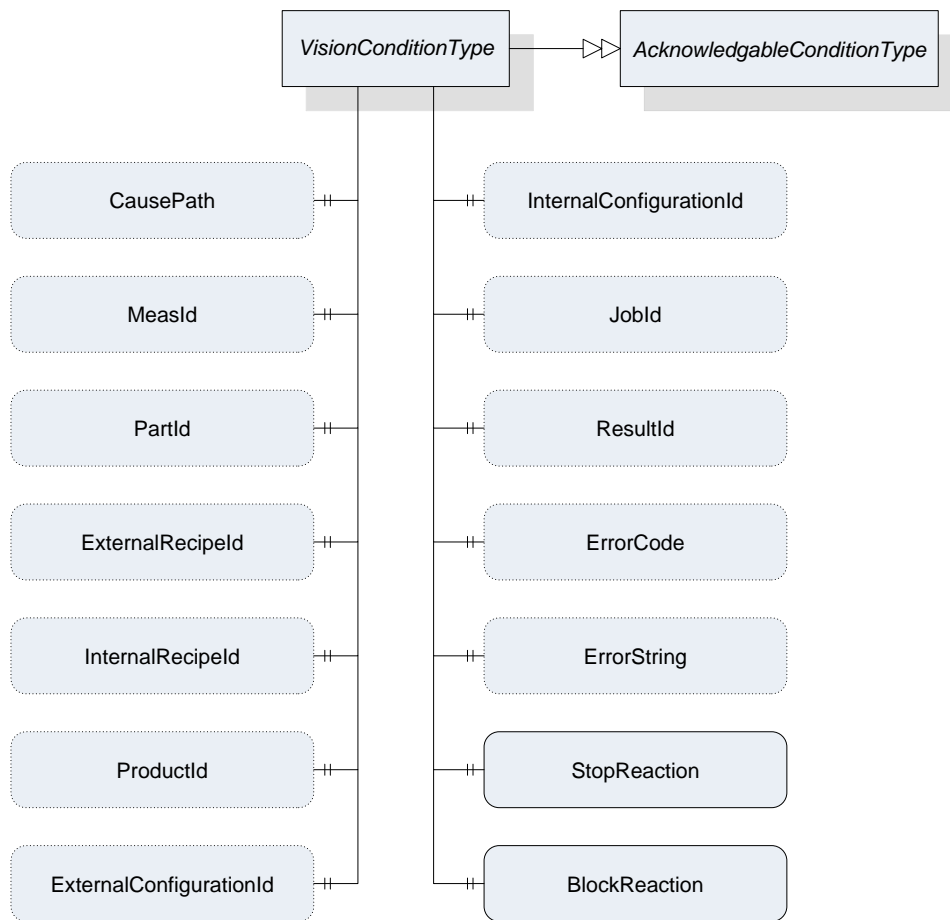 VisionConditionType
AcknowledgableConditionType
CausePath
InternalConfigurationId
MeasId
JobId
PartId
ResultId
ExternalRecipeId
ErrorCode
InternalRecipeId
ErrorString
ProductId
StopReaction
ExternalConfigurationId
BlockReaction